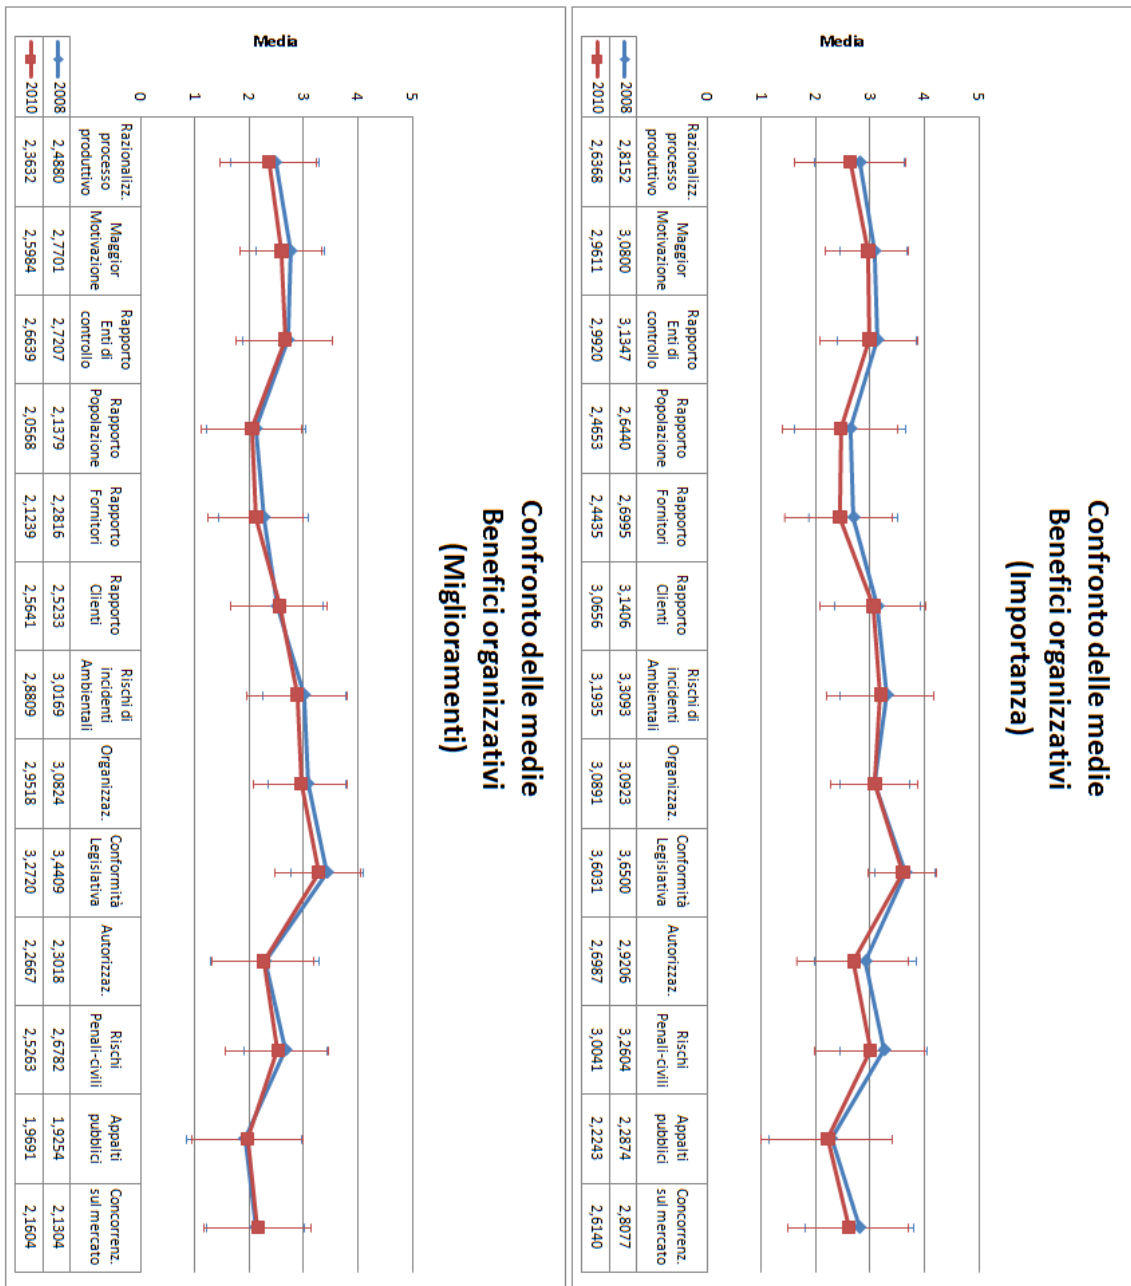 Confronto delle medie
Benefici organizzativi
(Importanza)
Media
5
4
3
2
1
0
Razionalizz.
processo
produttivo
Maggior
Motivazione
Rapporto
Enti di
controllo
Rapporto
Popolazione
Rapporto
Fornitori
Rapporto
Clienti
Rischi di
incidenti
Ambientali
Organizzaz.
Conformità
Legislativa
Autorizzaz.
Rischi
Penali-civili
Appalti
pubblici
Concorrenz.
sul mercato
2008 2,8152 3,0800 3,1347 2,6440 2,6995 3,1406 3,3093 3,0923 3,6500 2,9206 3,2604 2,2874 2,8077
2010 2,6368 2,9611 2,9920 2,4653 2,4435 3,0656 3,1935 3,0891 3,6031 2,6987 3,0041 2,2243 2,6140
Confronto delle medie
Benefici organizzativi
(Miglioramenti)
Media
5
4
3
2
1
0
Razionalizz.
processo
produttivo
Maggior
Motivazione
Rapporto
Enti di
controllo
Rapporto
Popolazione
Rapporto
Fornitori
Rapporto
Clienti
Rischi di
incidenti
Ambientali
Organizzaz.
Conformità
Legislativa
Autorizzaz.
Rischi
Penali-civili
Appalti
pubblici
Concorrenz.
sul mercato
2008 2,4880 2,7701 2,7207 2,1379 2,2816 2,5233 3,0169 3,0824 3,4409 2,3018 2,6782 1,9254 2,1304
2010 2,3632 2,5984 2,6639 2,0568 2,1239 2,5641 2,8809 2,9518 3,2720 2,2667 2,5263 1,9691 2,1604